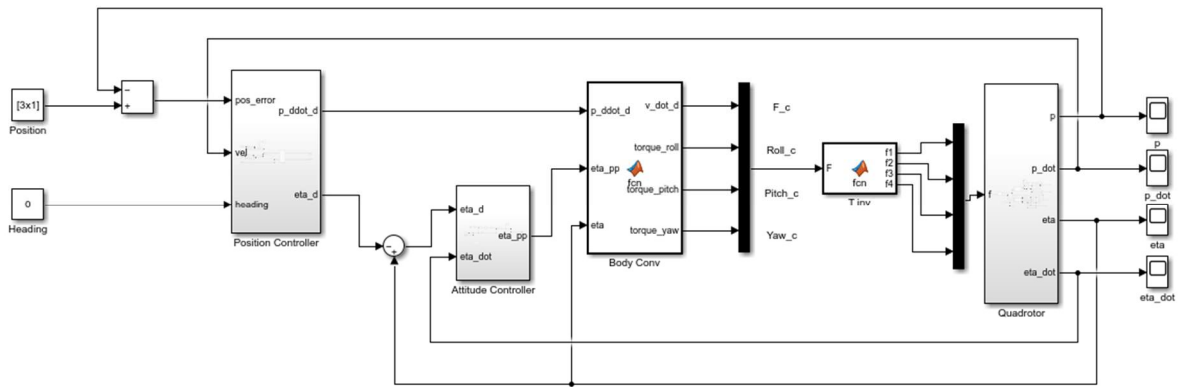 [3x1]
Position
0
Heading
−
+
pos_error
vel
heading
p_ddot_d
eta_d
Position Controller
−
+
eta_d
eta_dot
eta_pp
Attitude Controller
p_ddot_d
eta_pp
eta
fcn
v_dot_d
torque_roll
torque_pitch
torque_yaw
Body Conv
F_c
Roll_c
Pitch_c
Yaw_c
F
fcn
f1
f2
f3
f4
T inv
f
p
p_dot
eta
eta_dot
Quadrotor
p
p_dot
eta
eta_dot